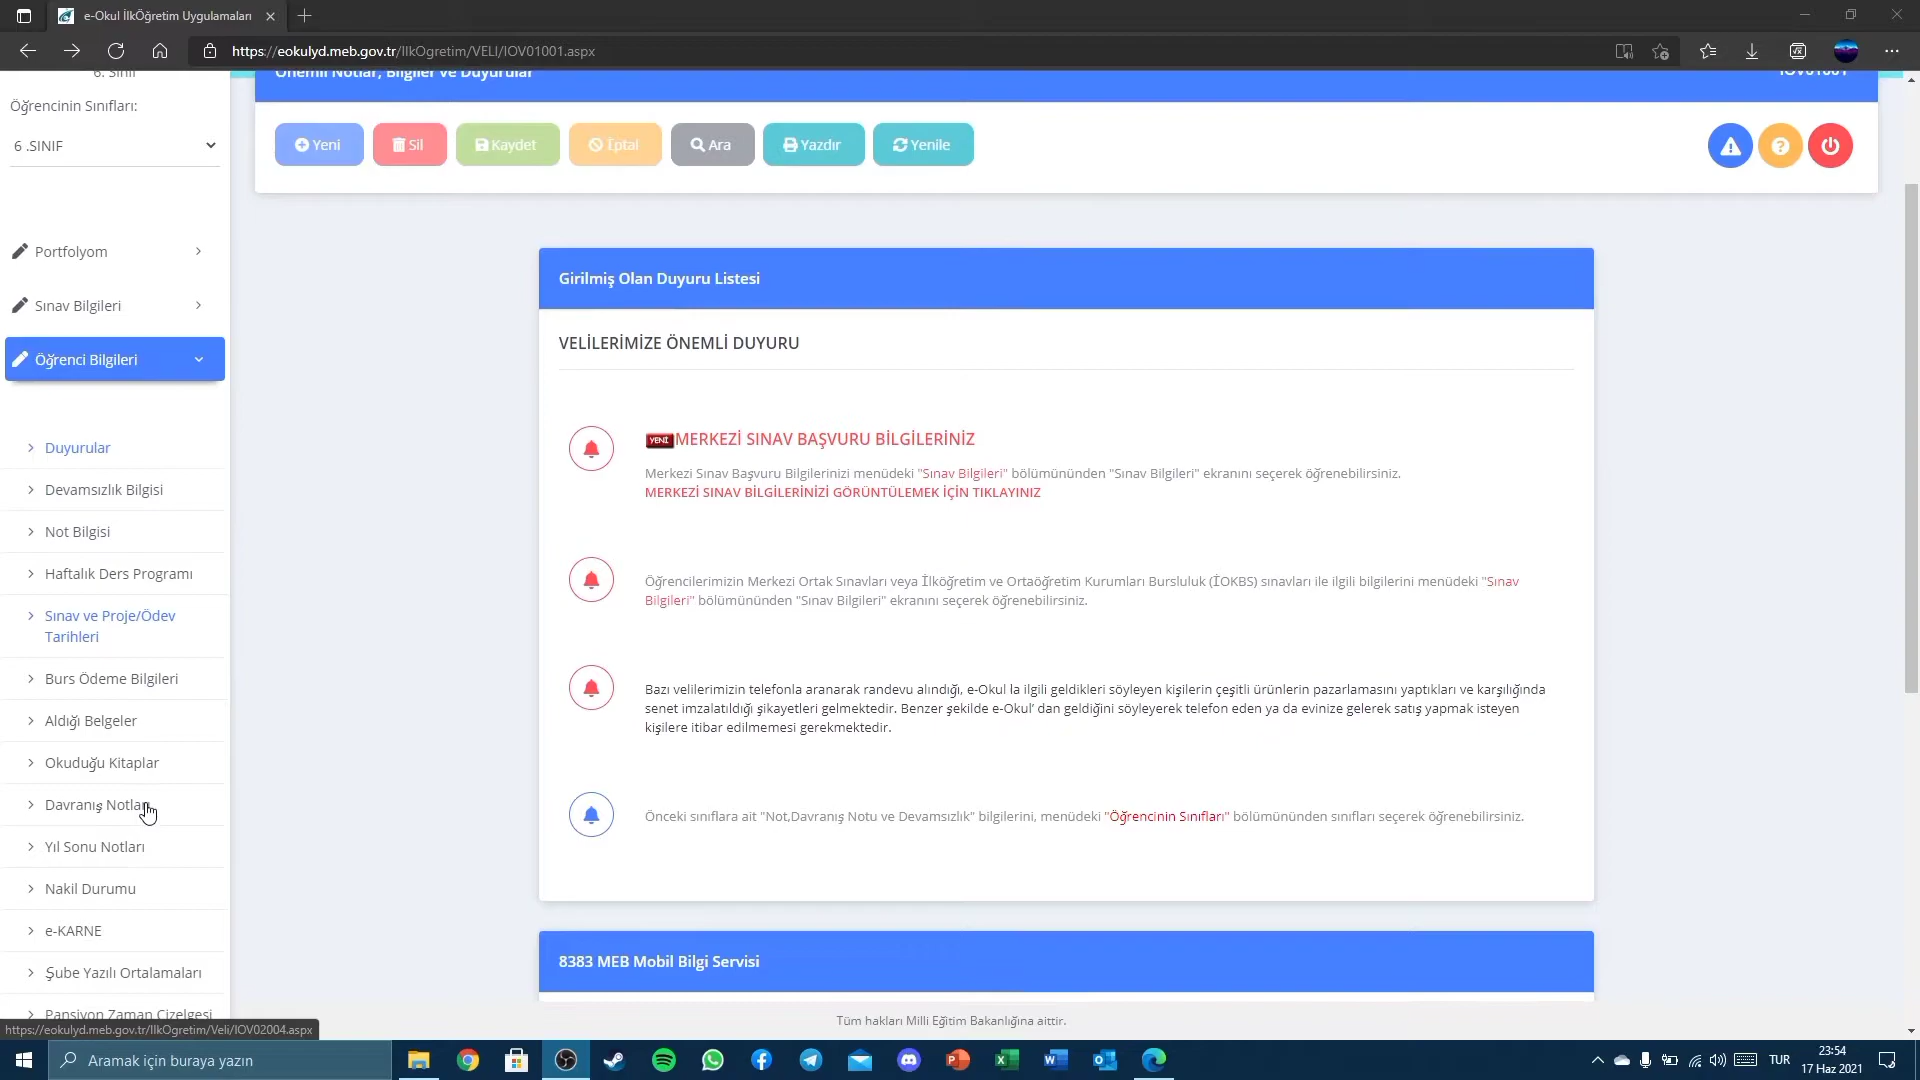 e-Okul İlkÖğretim Uygulamaları
https://eokulyd.meb.gov.tr/IlkOgretim/VELI/IOV01001.aspx
6. Sınıf
Önemli Notlar, Bilgiler ve Duyurular
IOV01001
Öğrencinin Sınıfları:
6 .SINIF
Yeni
Sil
Kaydet
İptal
Ara
Yazdır
Yenile
Portfolyom
Sınav Bilgileri
Öğrenci Bilgileri
Duyurular
Devamsızlık Bilgisi
Not Bilgisi
Haftalık Ders Programı
Sınav ve Proje/Ödev
Tarihleri
Burs Ödeme Bilgileri
Aldığı Belgeler
Okuduğu Kitaplar
Davranış Notları
Yıl Sonu Notları
Nakil Durumu
e-KARNE
Şube Yazılı Ortalamaları
Pansiyon Zaman Çizelgesi
Girilmiş Olan Duyuru Listesi
VELİLERİMİZE ÖNEMLİ DUYURU
YENİ MERKEZİ SINAV BAŞVURU BİLGİLERİNİZ
Merkezi Sınav Başvuru Bilgilerinizi menüdeki "Sınav Bilgileri" bölümününden "Sınav Bilgileri" ekranını seçerek öğrenebilirsiniz.
MERKEZİ SINAV BİLGİLERİNİZİ GÖRÜNTÜLEMEK İÇİN TIKLAYINIZ
Öğrencilerimizin Merkezi Ortak Sınavları veya İlköğretim ve Ortaöğretim Kurumları Bursluluk (İOKBS) sınavları ile ilgili bilgilerini menüdeki "Sınav
Bilgileri" bölümününden "Sınav Bilgileri" ekranını seçerek öğrenebilirsiniz.
Bazı velilerimizin telefonla aranarak randevu alındığı, e-Okul la ilgili geldikleri söyleyen kişilerin çeşitli ürünlerin pazarlamasını yaptıkları ve karşılığında
senet imzalatıldığı şikayetleri gelmektedir. Benzer şekilde e-Okul' dan geldiğini söyleyerek telefon eden ya da evinize gelerek satış yapmak isteyen
kişilere itibar edilmemesi gerekmektedir.
Önceki sınıflara ait "Not,Davranış Notu ve Devamsızlık" bilgilerini, menüdeki "Öğrencinin Sınıfları" bölümününden sınıfları seçerek öğrenebilirsiniz.
8383 MEB Mobil Bilgi Servisi
Tüm hakları Milli Eğitim Bakanlığına aittir.
https://eokulyd.meb.gov.tr/IlkOgretim/Veli/IOV02004.aspx
Aramak için buraya yazın
TUR
23:54
17 Haz 2021